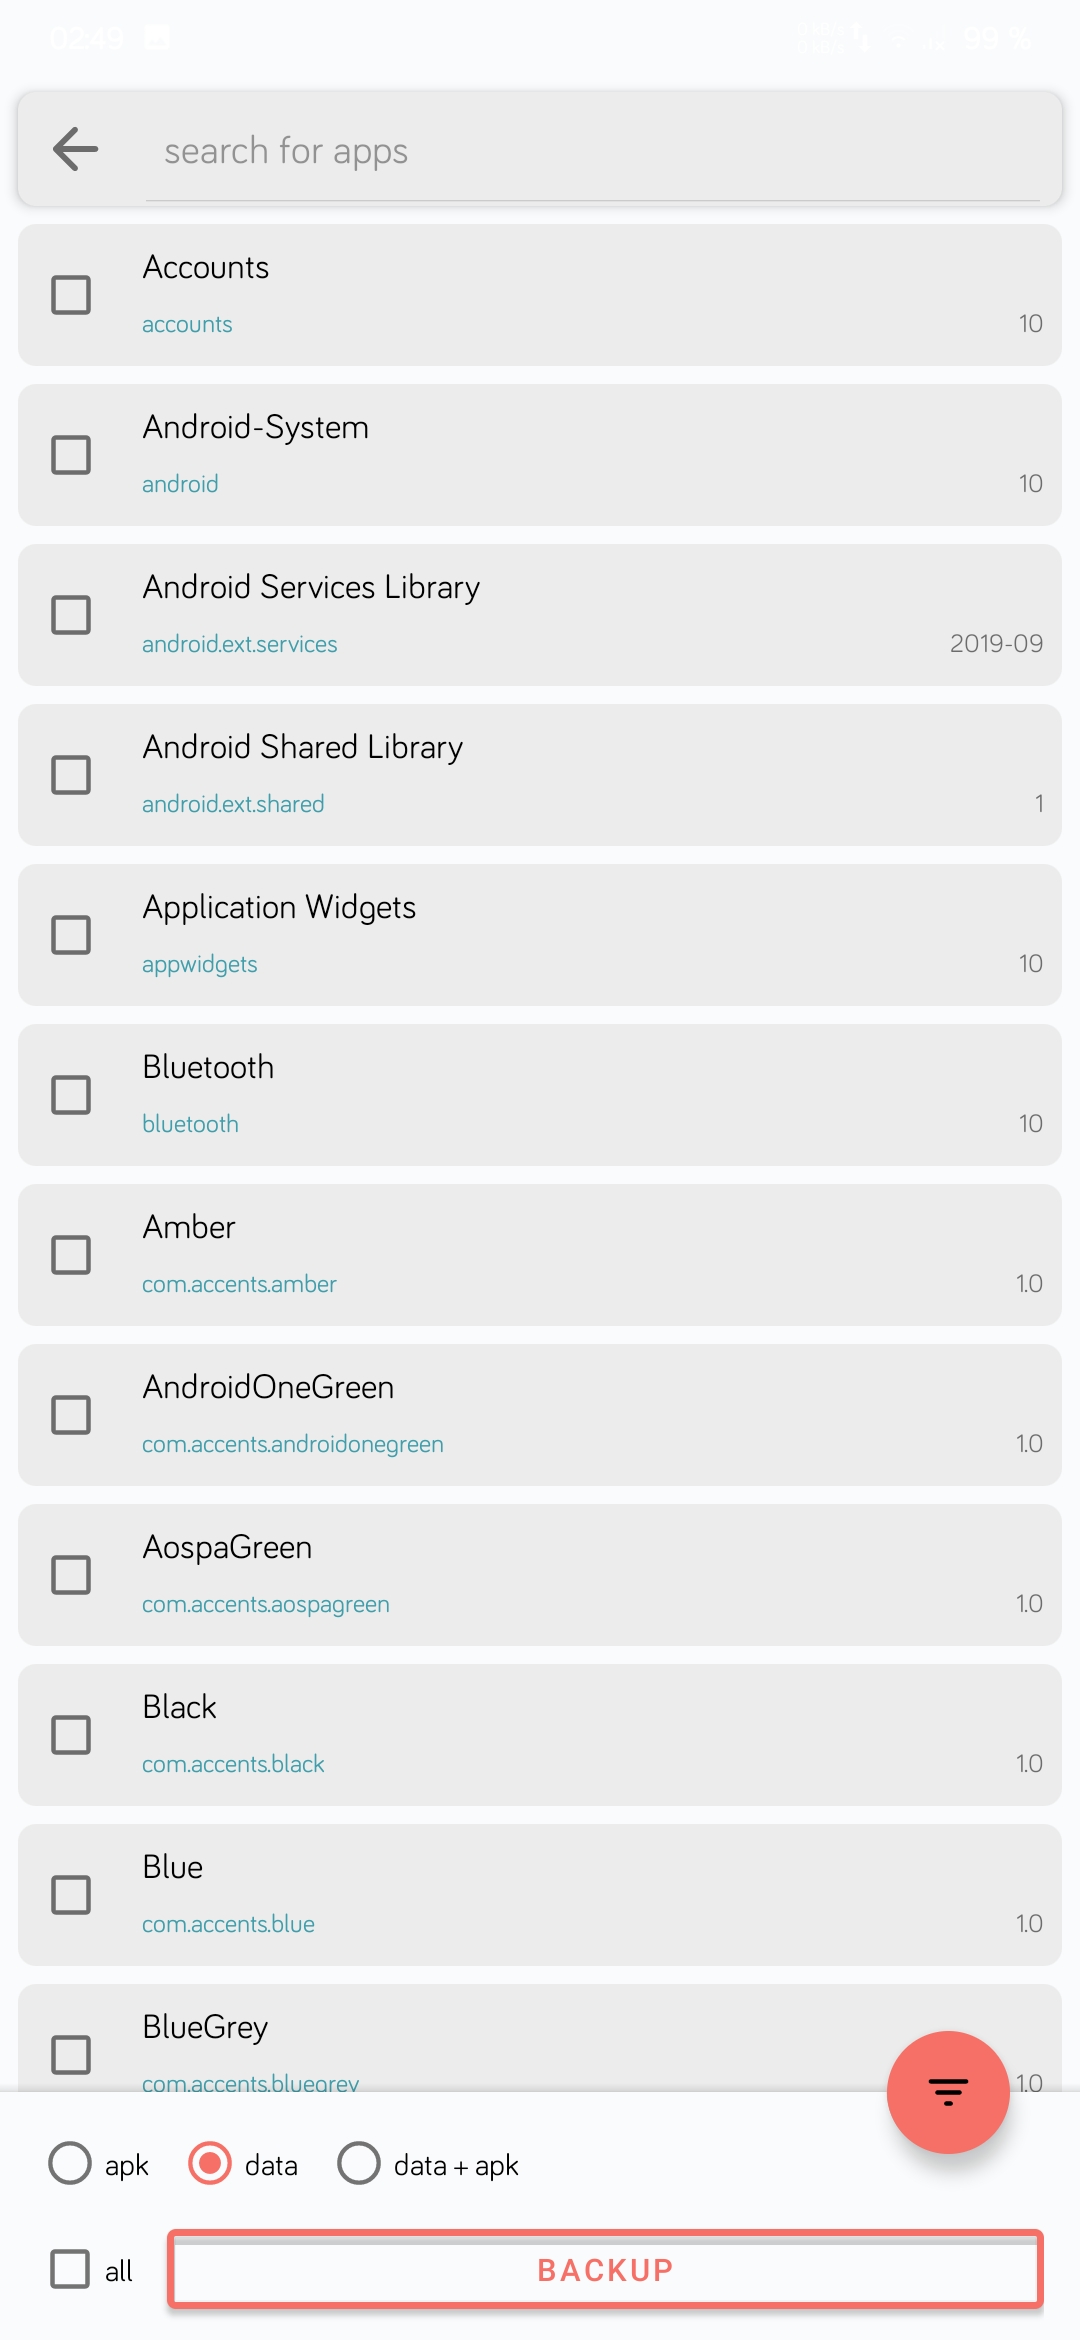 02:49 99 %
search for apps
Accounts
accounts 10
Android-System
android 10
Android Services Library
android.ext.services 2019-09
Android Shared Library
android.ext.shared 1
Application Widgets
appwidgets 10
Bluetooth
bluetooth 10
Amber
com.accents.amber 1.0
AndroidOneGreen
com.accents.androidonegreen 1.0
AospaGreen
com.accents.aospagreen 1.0
Black
com.accents.black 1.0
Blue
com.accents.blue 1.0
BlueGrey
com.accents.bluegrey 1.0
apk data data + apk
all BACKUP